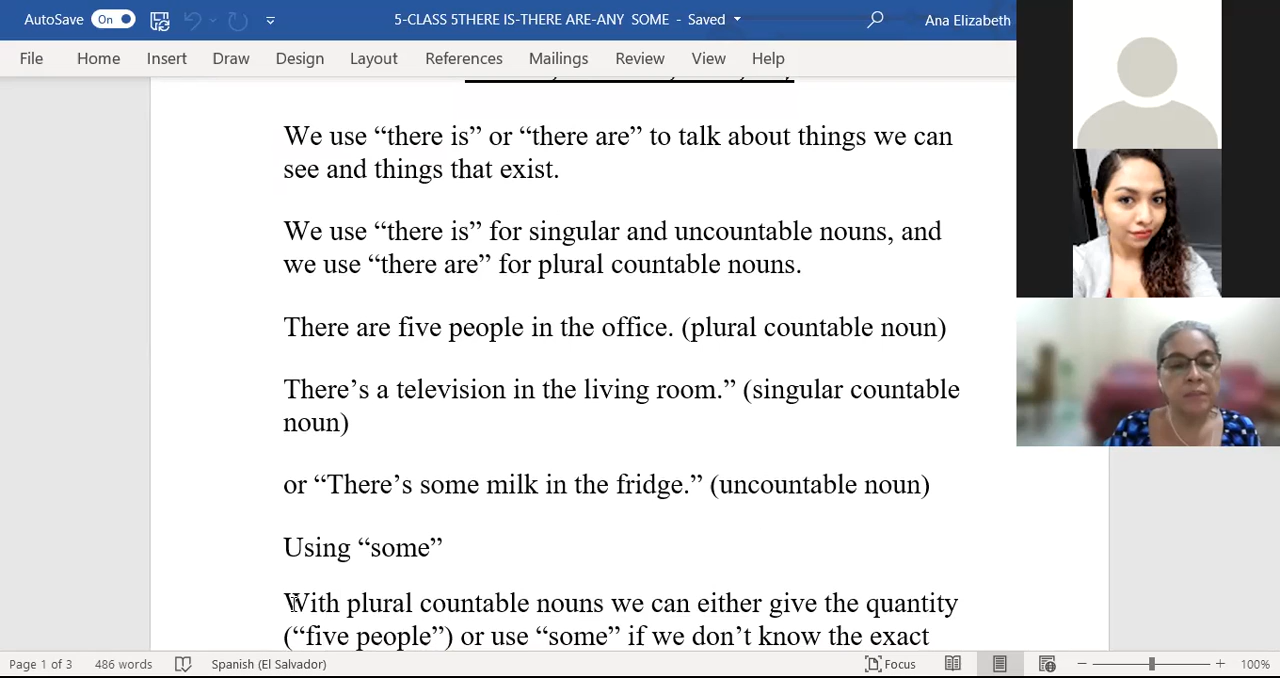 AutoSave On 5-CLASS 5THERE IS-THERE ARE-ANY SOME - Saved Ana Elizabeth
File Home Insert Draw Design Layout References Mailings Review View Help
We use “there is” or “there are” to talk about things we can
see and things that exist.
We use “there is” for singular and uncountable nouns, and
we use “there are” for plural countable nouns.
There are five people in the office. (plural countable noun)
There’s a television in the living room.” (singular countable
noun)
or “There’s some milk in the fridge.” (uncountable noun)
Using “some”
With plural countable nouns we can either give the quantity
(“five people”) or use “some” if we don’t know the exact
Page 1 of 3 486 words Spanish (El Salvador) Focus 100%